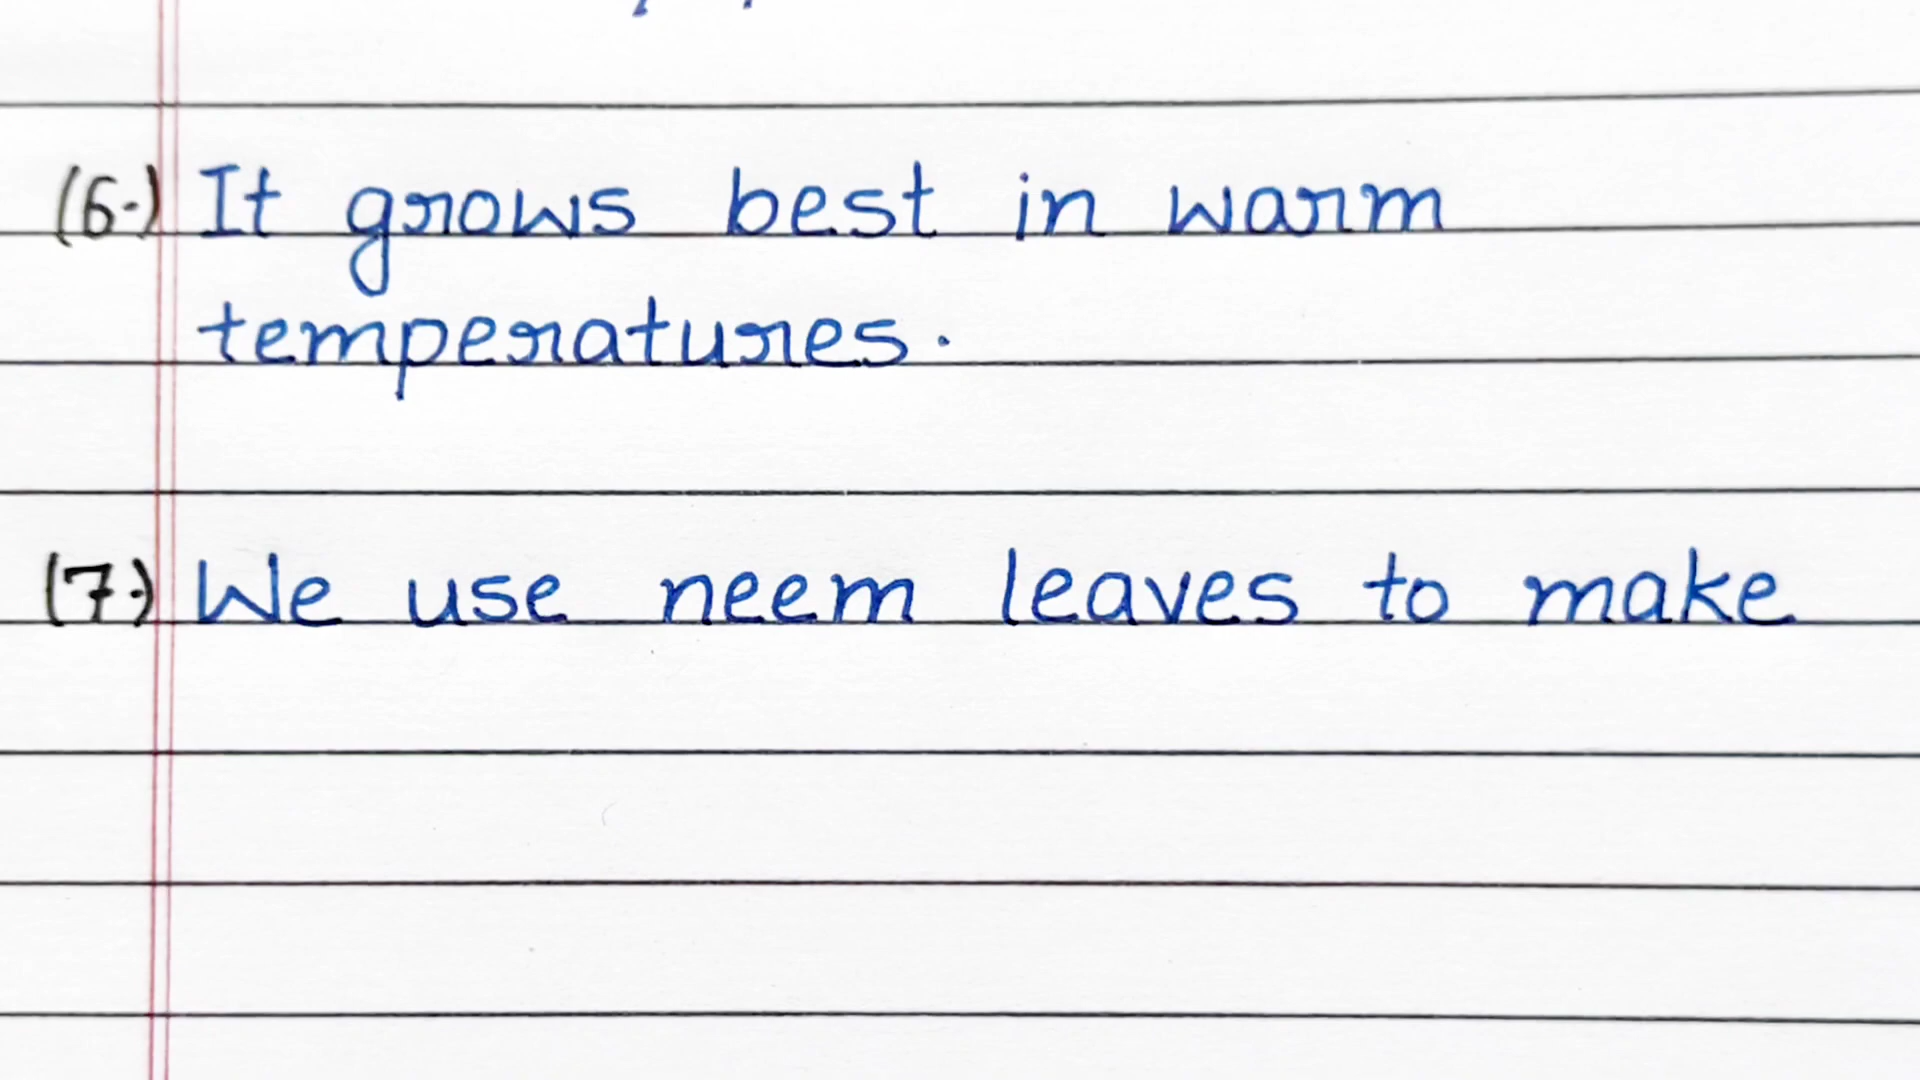 (6.) It grows best in warm
temperatures.
(7.) We use neem leaves to make